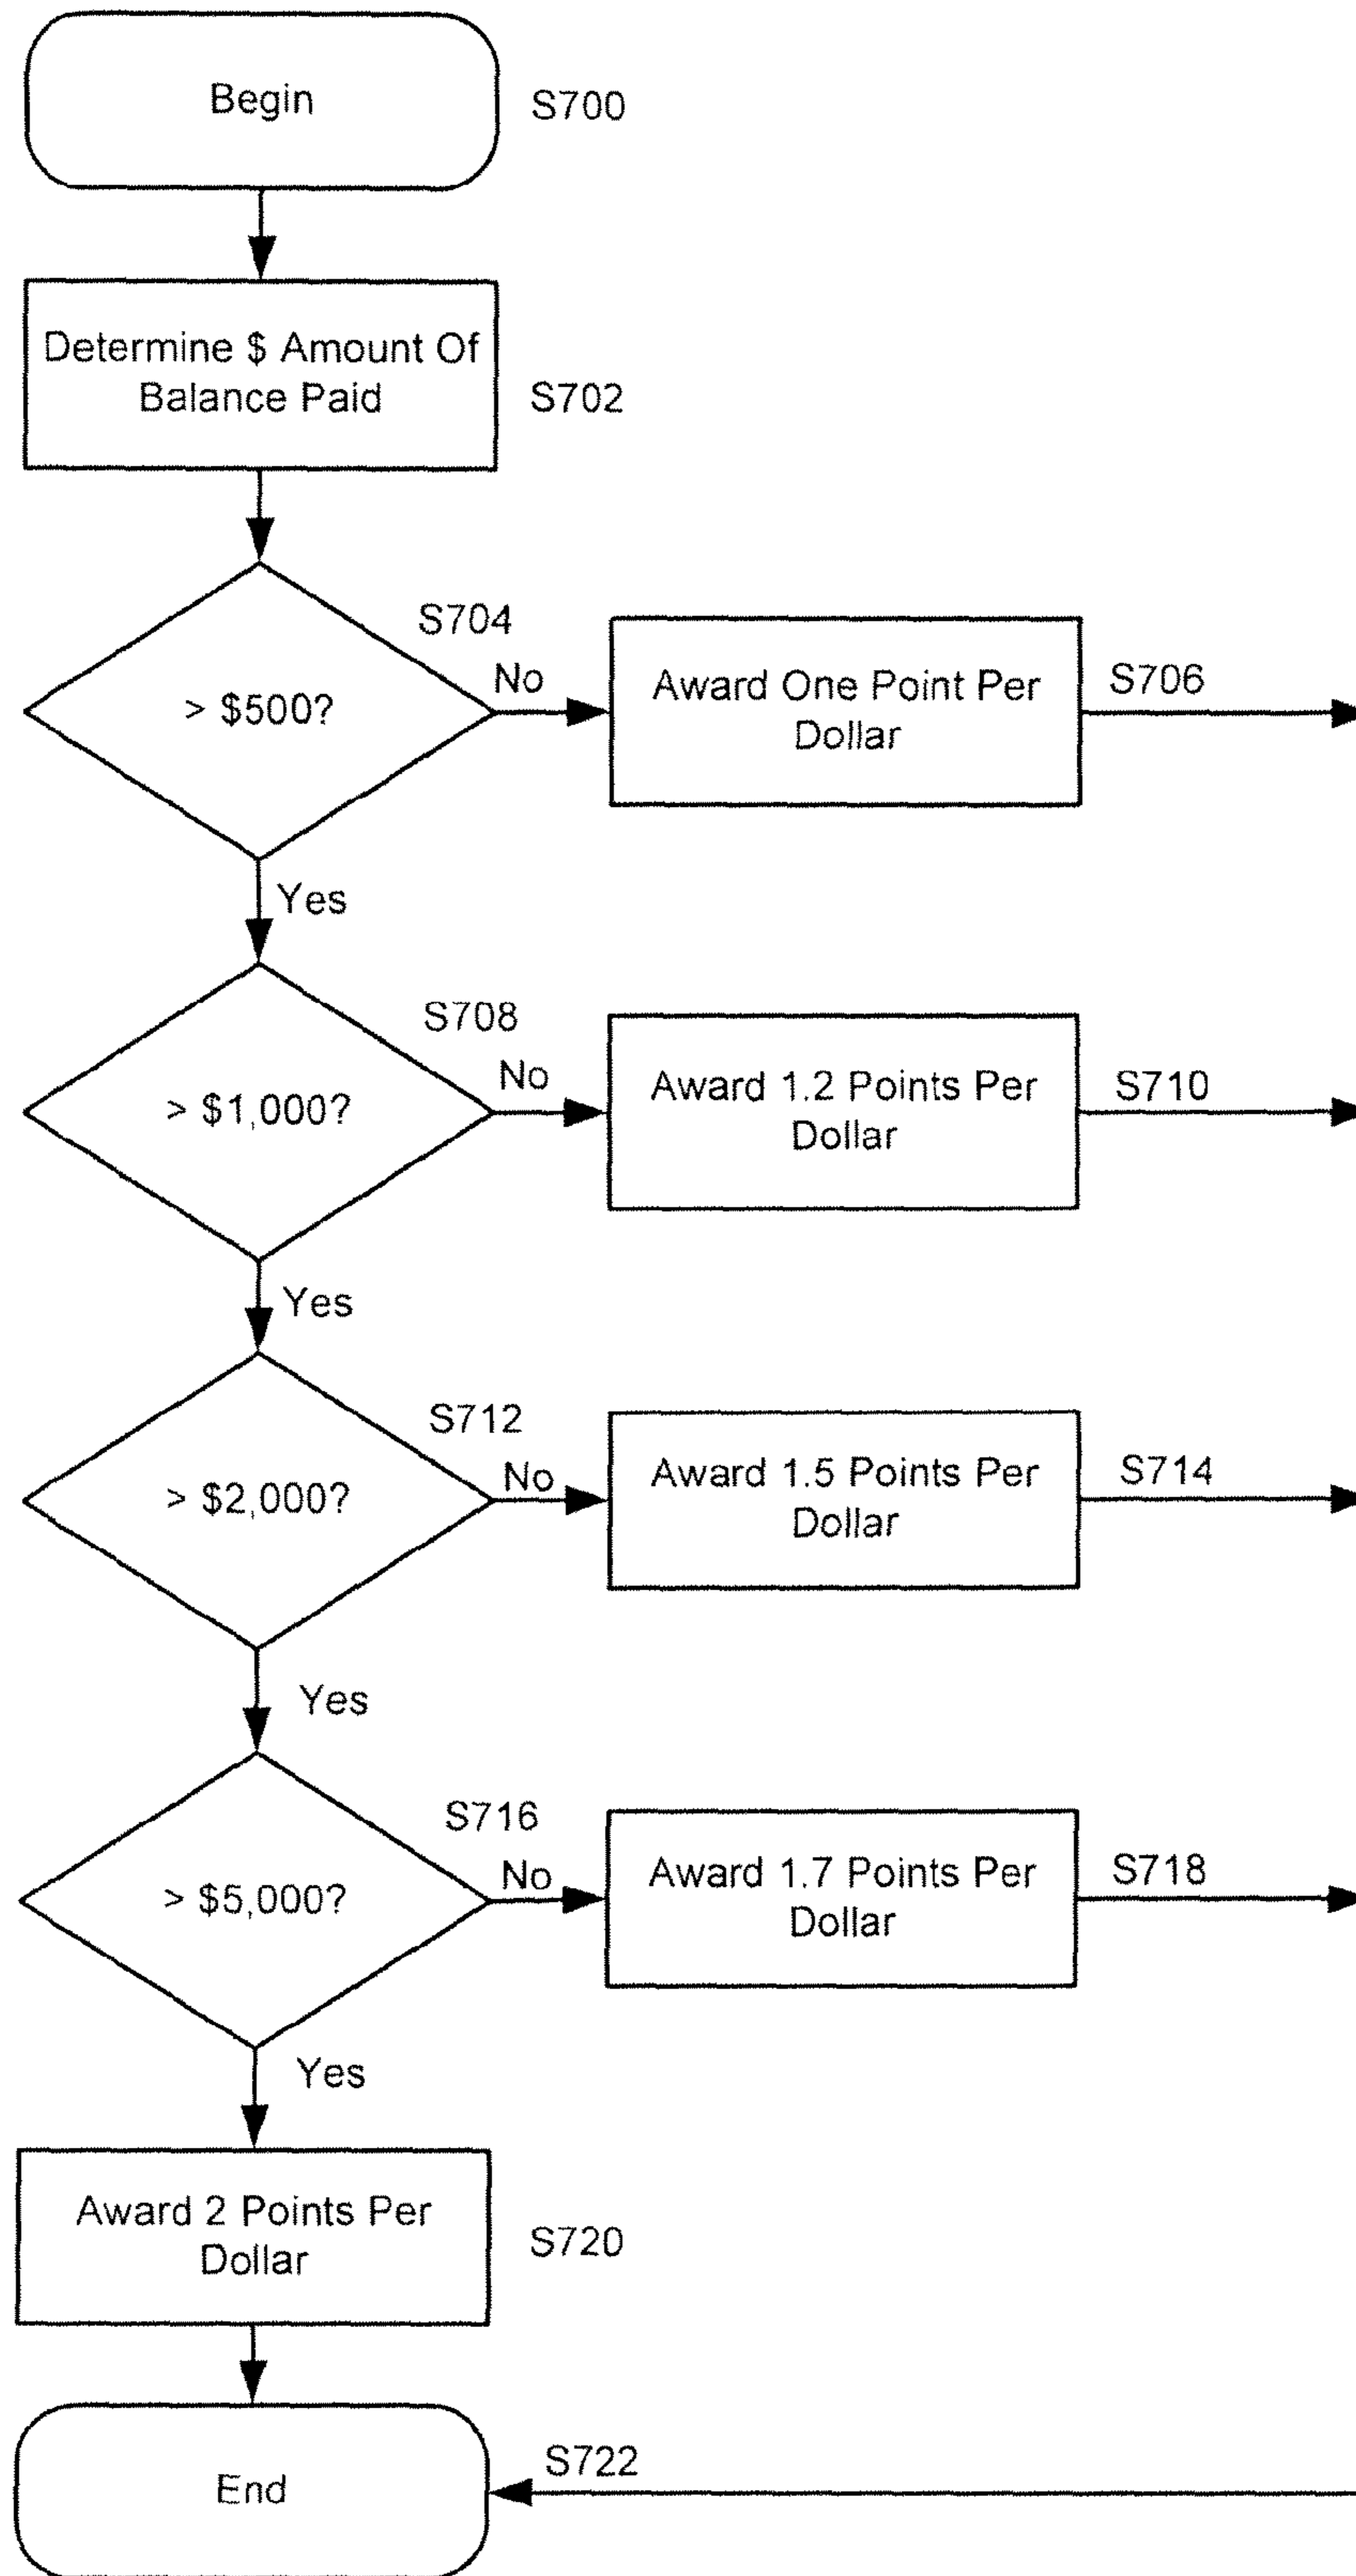 Begin
S700
Determine $ Amount Of
Balance Paid
S702
S704
> $500?
No
Award One Point Per
Dollar
S706
Yes
S708
> $1,000?
No
Award 1.2 Points Per
Dollar
S710
Yes
S712
> $2,000?
No
Award 1.5 Points Per
Dollar
S714
Yes
S716
> $5,000?
No
Award 1.7 Points Per
Dollar
S718
Yes
Award 2 Points Per
Dollar
S720
S722
End